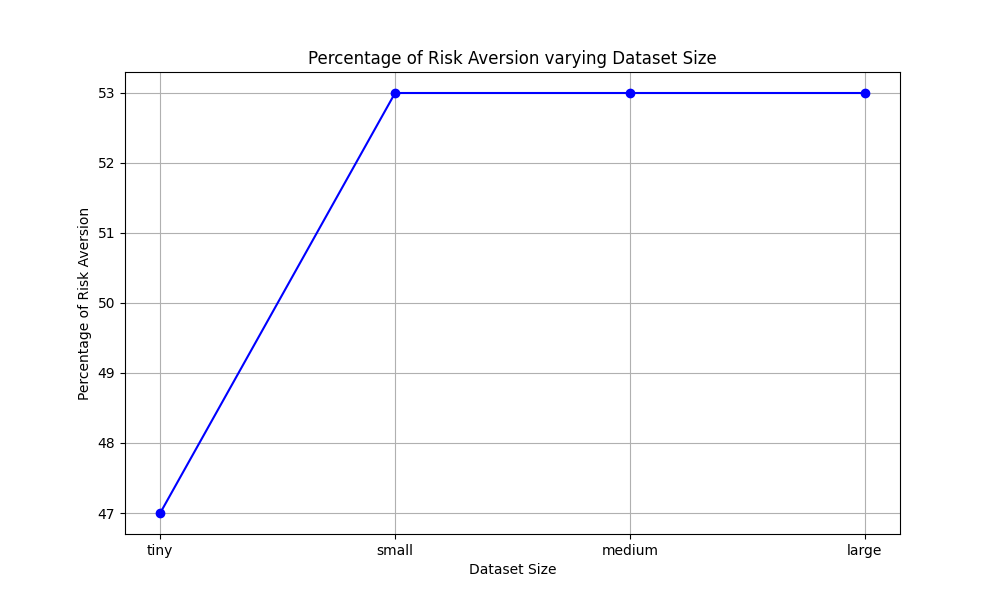 Percentage of Risk Aversion varying Dataset Size
Percentage of Risk Aversion
53
52
51
50
49
48
47
tiny small medium large
Dataset Size